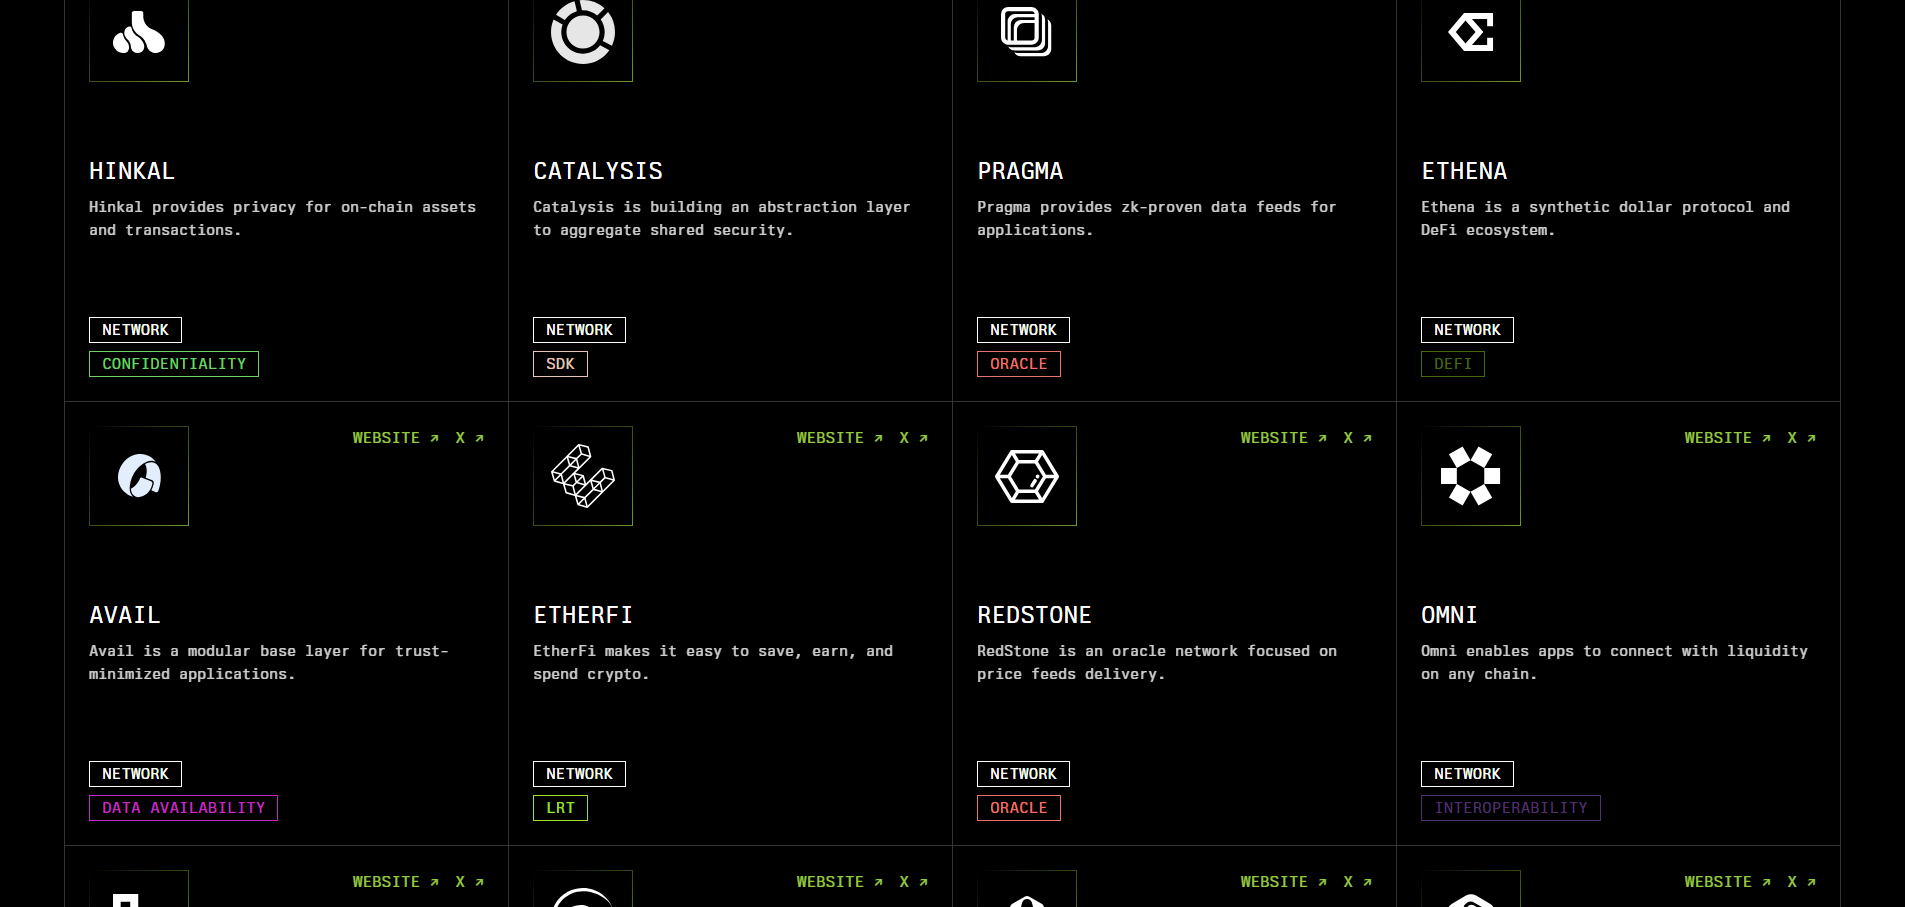 HINKAL
Hinkal provides privacy for on-chain assets
and transactions.
NETWORK
CONFIDENTIALITY
CATALYSIS
Catalysis is building an abstraction layer
to aggregate shared security.
NETWORK
SDK
PRAGMA
Pragma provides zk-proven data feeds for
applications.
NETWORK
ORACLE
ETHENA
Ethena is a synthetic dollar protocol and
DeFi ecosystem.
NETWORK
DEFI
WEBSITE ↗ X ↗
AVAIL
Avail is a modular base layer for trust-
minimized applications.
NETWORK
DATA AVAILABILITY
WEBSITE ↗ X ↗
ETHERFI
EtherFi makes it easy to save, earn, and
spend crypto.
NETWORK
LRT
WEBSITE ↗ X ↗
REDSTONE
RedStone is an oracle network focused on
price feeds delivery.
NETWORK
ORACLE
WEBSITE ↗ X ↗
OMNI
Omni enables apps to connect with liquidity
on any chain.
NETWORK
INTEROPERABILITY
WEBSITE ↗ X ↗
WEBSITE ↗ X ↗
WEBSITE ↗ X ↗
WEBSITE ↗ X ↗